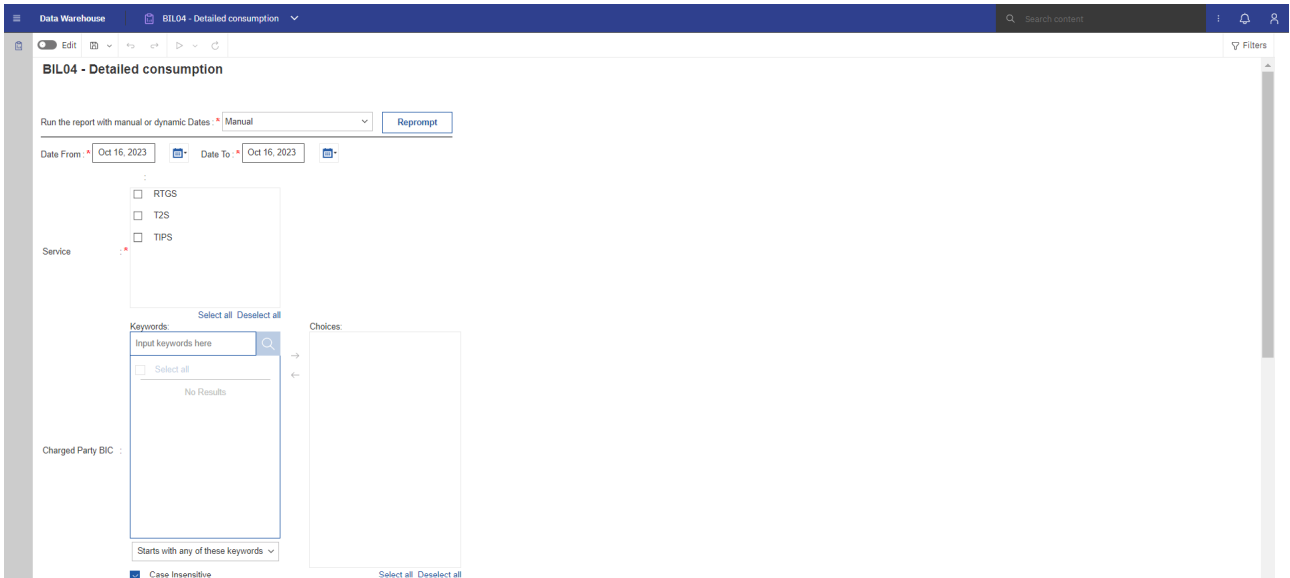 Data Warehouse
BIL04 - Detailed consumption
Search content
Edit
Filters
BIL04 - Detailed consumption
Run the report with manual or dynamic Dates : * Manual
Reprompt
Date From : * Oct 16, 2023
Date To : * Oct 16, 2023
:
RTGS
T2S
TIPS
Service : *
Select all Deselect all
Keywords:
Choices:
Input keywords here
Select all
No Results
Charged Party BIC :
Starts with any of these keywords
Case Insensitive
Select all Deselect all